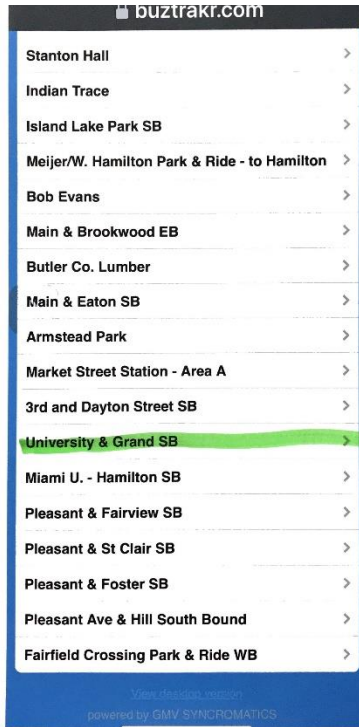 buztrakr.com
Stanton Hall
Indian Trace
Island Lake Park SB
Meijer/W. Hamilton Park & Ride - to Hamilton
Bob Evans
Main & Brookwood EB
Butler Co. Lumber
Main & Eaton SB
Armstead Park
Market Street Station - Area A
3rd and Dayton Street SB
University & Grand SB
Miami U. - Hamilton SB
Pleasant & Fairview SB
Pleasant & St Clair SB
Pleasant & Foster SB
Pleasant Ave & Hill South Bound
Fairfield Crossing Park & Ride WB
View desktop version
powered by GMV SYNCROMATICS